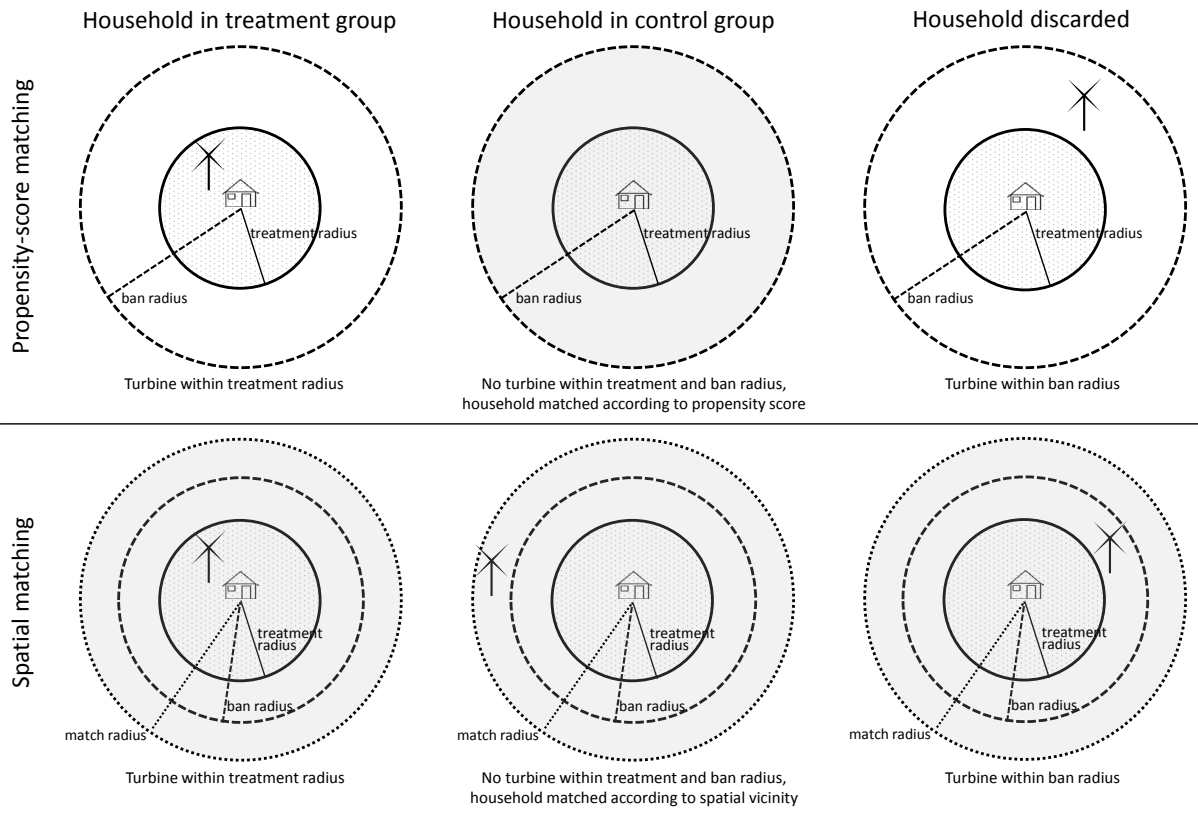 Household in treatment group
Household in control group
Household discarded
Propensity-score matching
treatment radius
ban radius
Turbine within treatment radius
treatment radius
ban radius
No turbine within treatment and ban radius,
household matched according to propensity score
treatment radius
ban radius
Turbine within ban radius
Spatial matching
treatment
radius
ban radius
match radius
Turbine within treatment radius
treatment
radius
ban radius
match radius
No turbine within treatment and ban radius,
household matched according to spatial vicinity
treatment
radius
ban radius
match radius
Turbine within ban radius